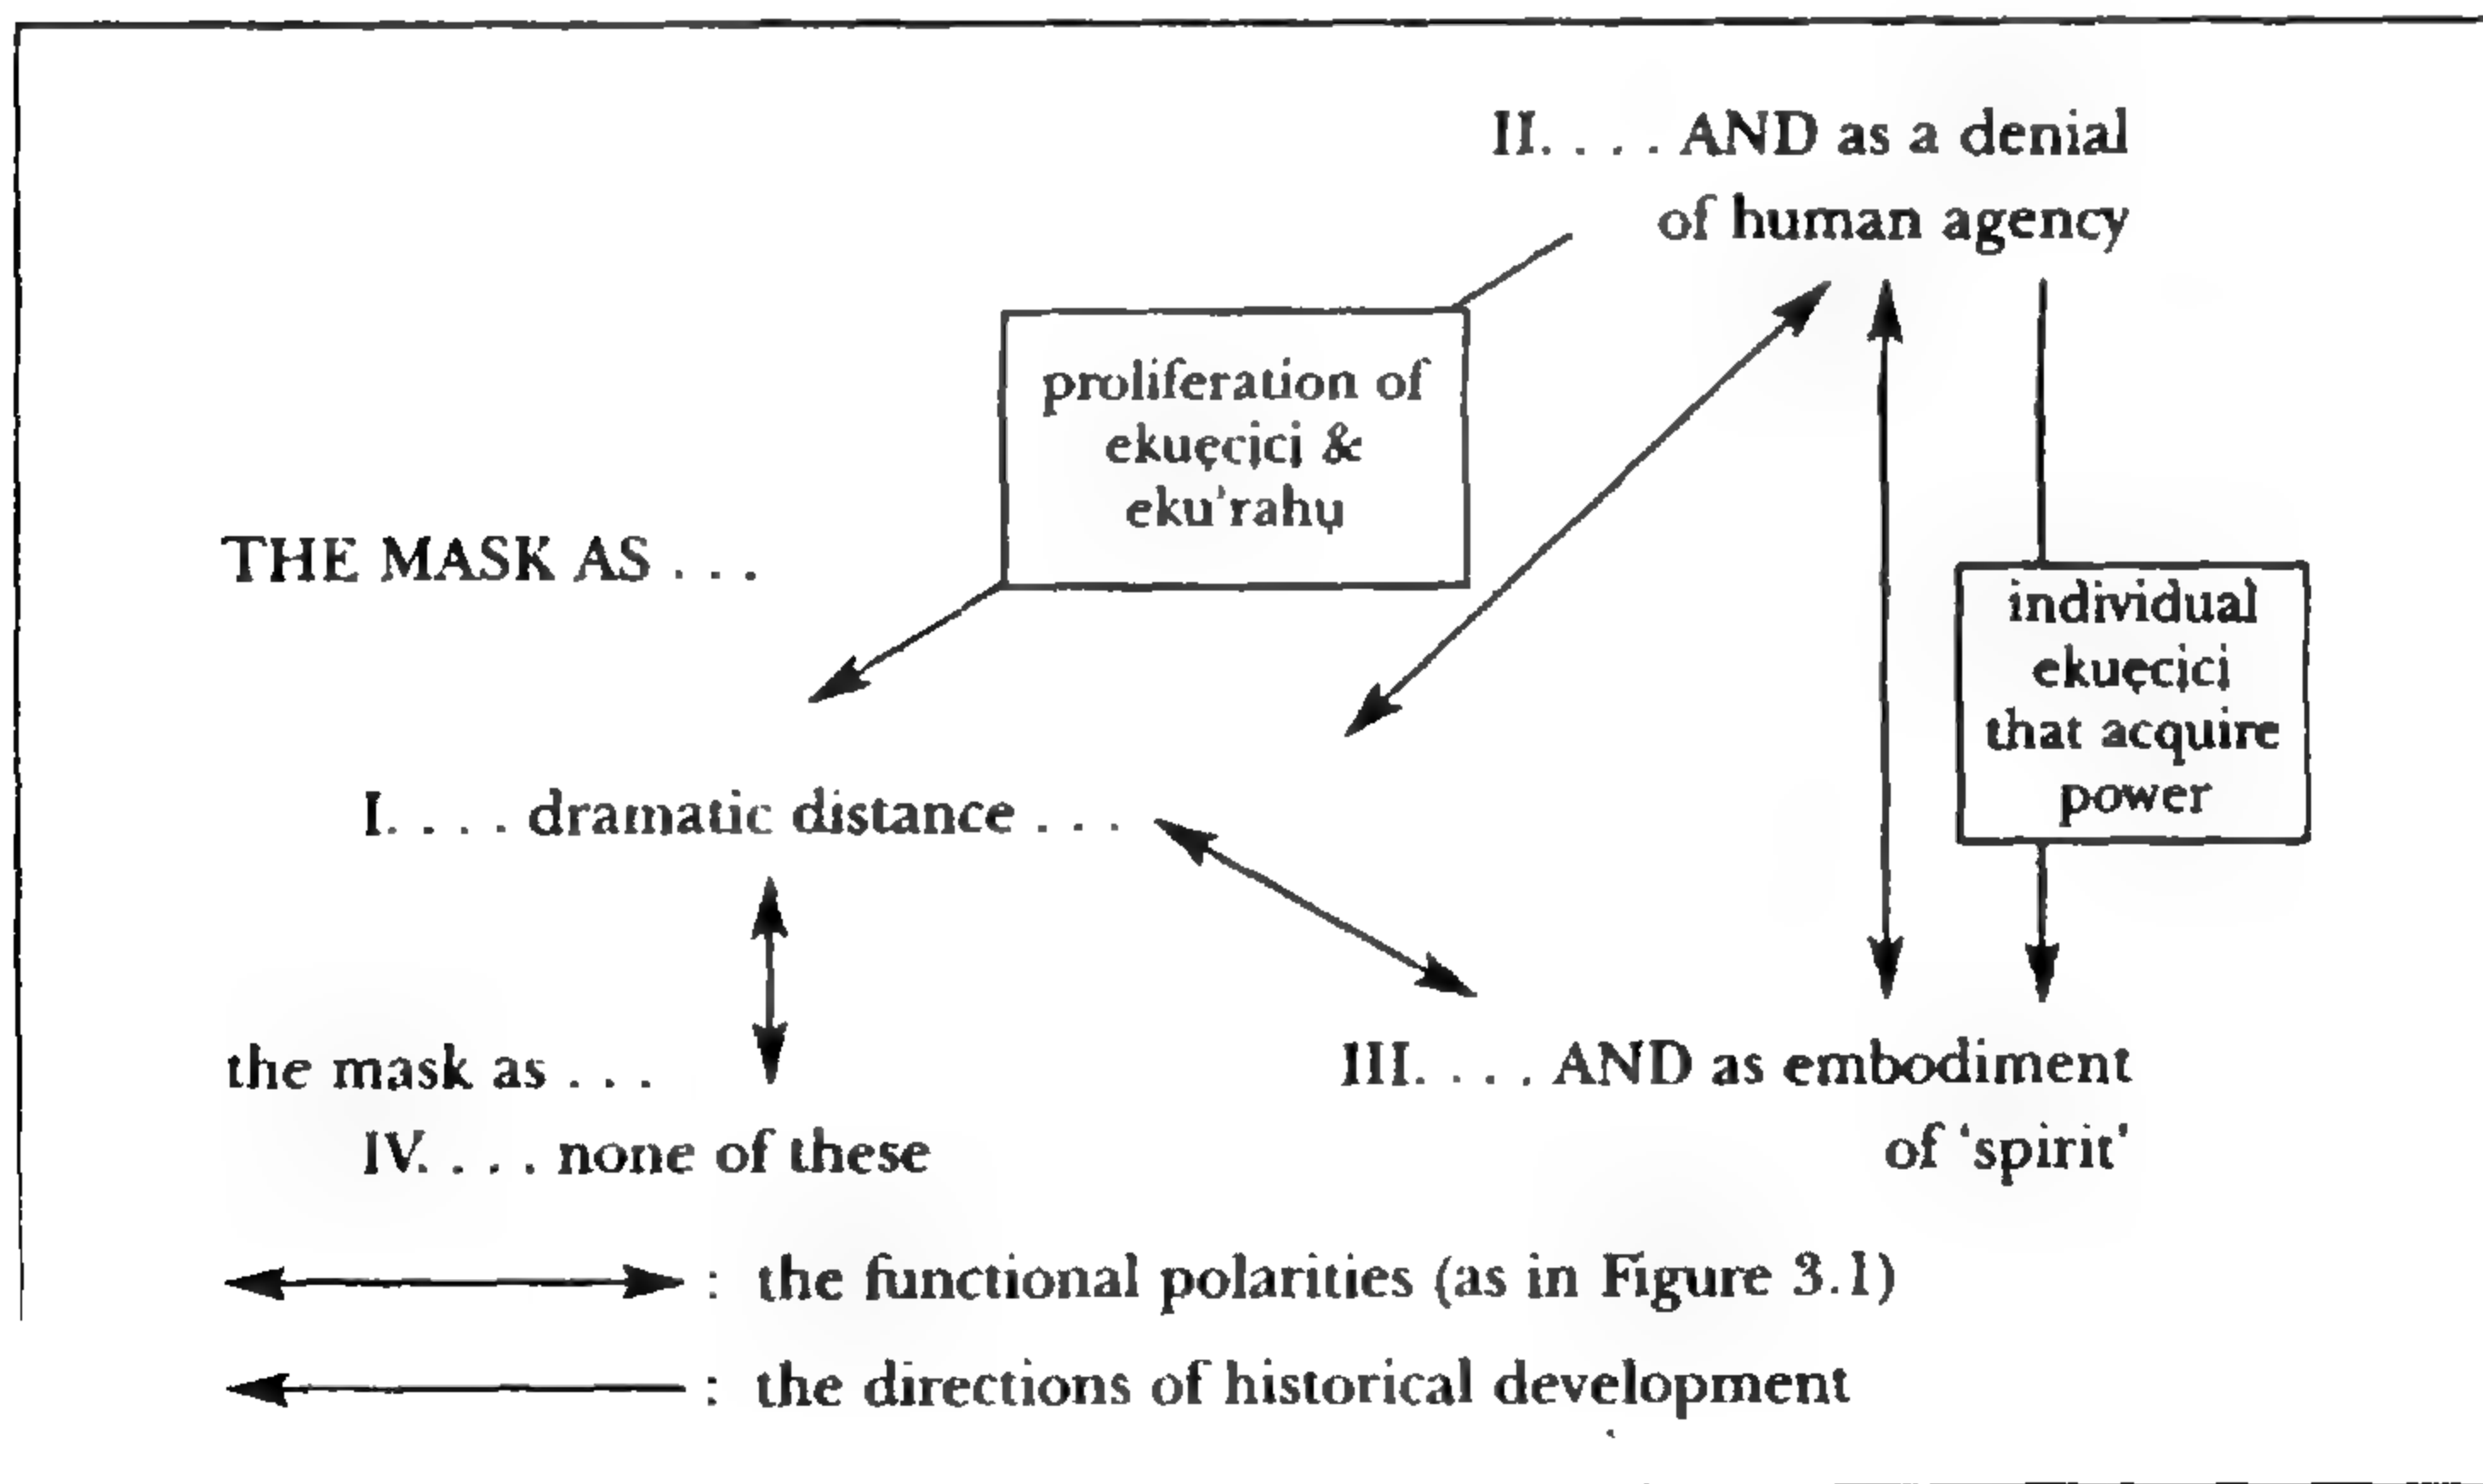 II. . . . AND as a denial
of human agency
proliferation of
ekuẹcịcị &
eku'rahụ
THE MASK AS . . .
individual
ekuẹcịcị
that acquire
power
I. . . . dramatic distance . . .
the mask as . . .
III. . . . AND as embodiment
IV. . . . none of these
of ‘spirit’
: the functional polarities (as in Figure 3.1)
: the directions of historical development